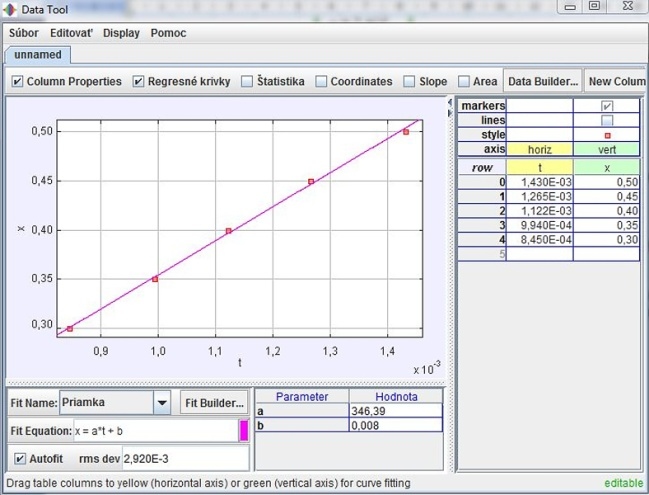 Data Tool
Súbor Editovať Display Pomoc
unnamed
Column Properties Regresné krivky Štatistika Coordinates Slope Area Data Builder... New Colum
0,50
0,45
0,40
0,35
0,30
x
0,9 1,0 1,1 1,2 1,3 1,4
t
x10⁻³
markers
lines
style
axis horiz vert
row t x
0 1,430E-03 0,50
1 1,265E-03 0,45
2 1,122E-03 0,40
3 9,940E-04 0,35
4 8,450E-04 0,30
5
Fit Name: Priamka Fit Builder...
Fit Equation: x = a*t + b
Autofit rms dev 2,920E-3
Parameter Hodnota
a 346,39
b 0,008
Drag table columns to yellow (horizontal axis) or green (vertical axis) for curve fitting editable